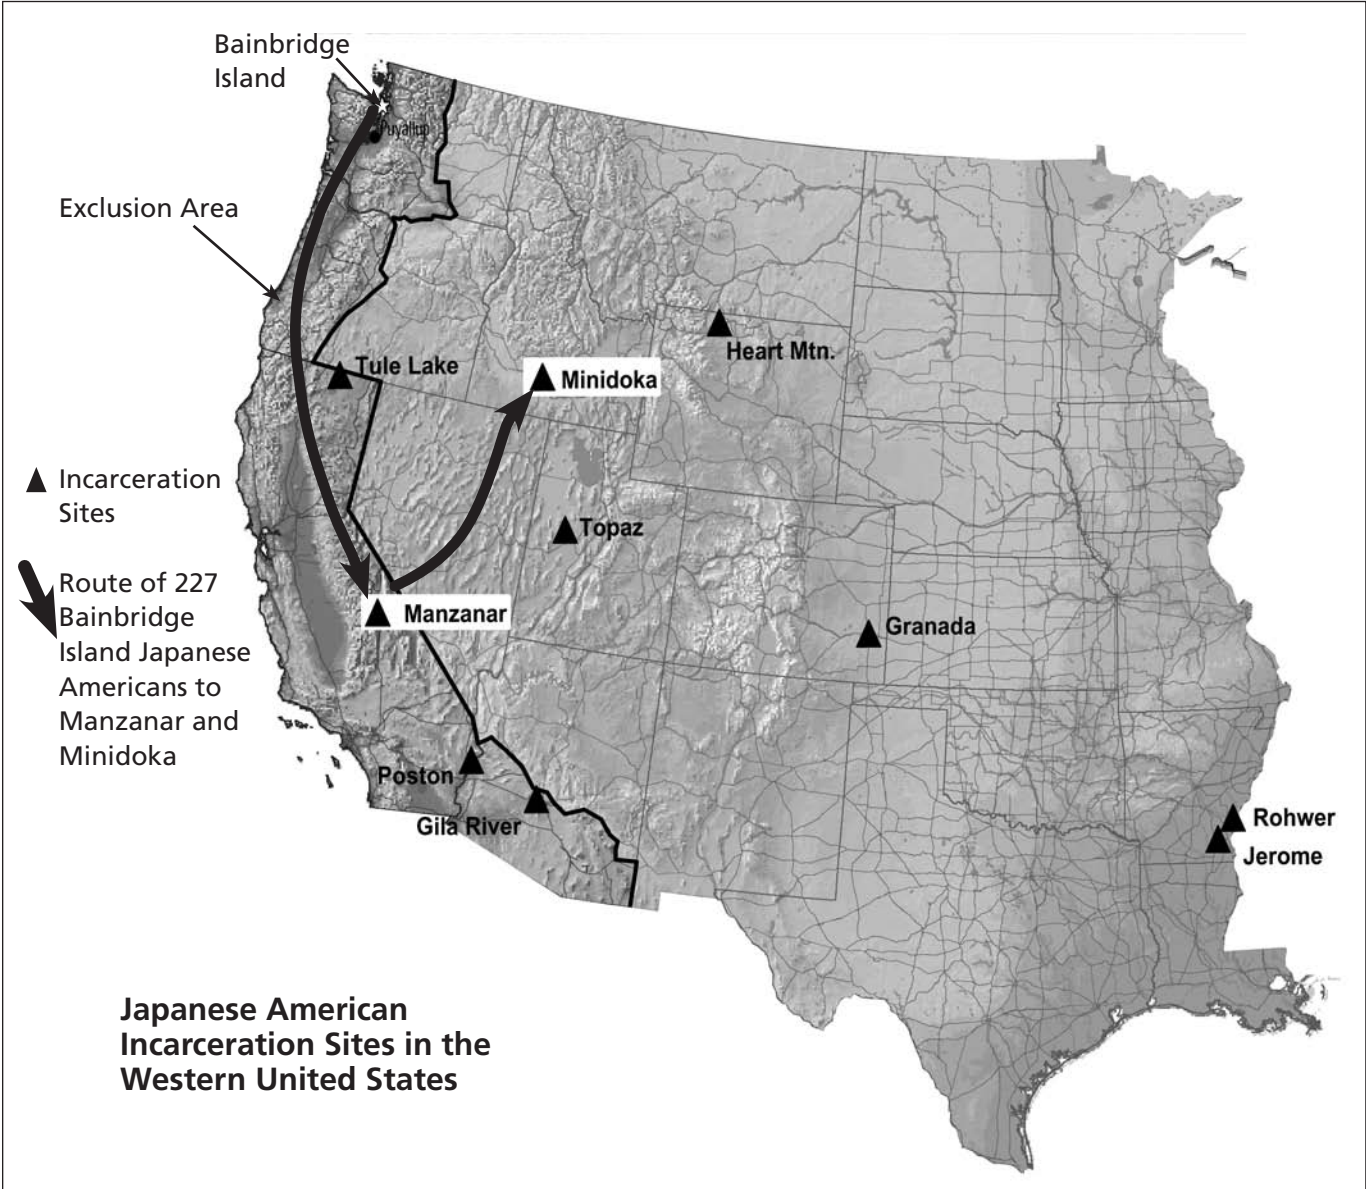 Bainbridge
Island
Puyallup
Exclusion Area
Heart Mtn.
Tule Lake
Minidoka
Incarceration
Sites
Topaz
Route of 227
Bainbridge
Island Japanese
Americans to
Manzanar and
Minidoka
Manzanar
Granada
Poston
Gila River
Rohwer
Jerome
Japanese American
Incarceration Sites in the
Western United States